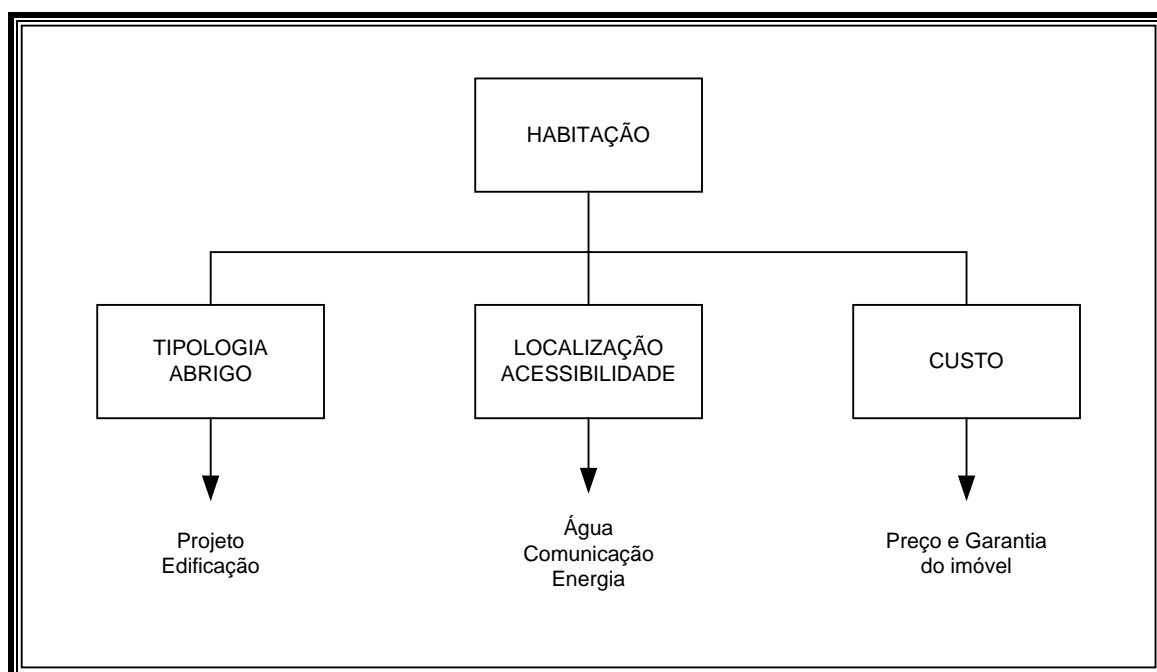 HABITAÇÃO
TIPOLOGIA
ABRIGO
LOCALIZAÇÃO
ACESSIBILIDADE
CUSTO
Projeto
Edificação
Água
Comunicação
Energia
Preço e Garantia
do imóvel